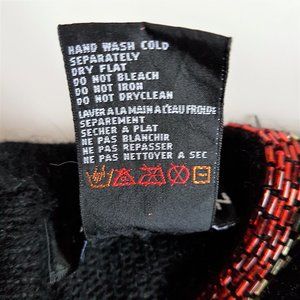 HAND WASH COLD
SEPARATELY
DRY FLAT
DO NOT BLEACH
DO NOT IRON
DO NOT DRYCLEAN
LAVER A LA MAIN A L'EAU FROIDE
SEPAREMENT
SECHER A PLAT
NE PAS BLANCHIR
NE PAS REPASSER
NE PAS NETTOYER A SEC